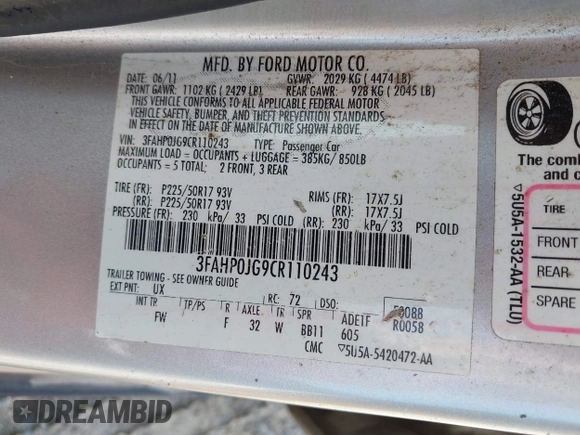 MFD. BY FORD MOTOR CO.
DATE: 06/11 GVWR: 2029 KG ( 4474 LB)
FRONT GAWR: 1102 KG ( 2429 LB) REAR GAWR: 928 KG ( 2045 LB)
THIS VEHICLE CONFORMS TO ALL APPLICABLE FEDERAL MOTOR
VEHICLE SAFETY, BUMPER, AND THEFT PREVENTION STANDARDS
IN EFFECT ON THE DATE OF MANUFACTURE SHOWN ABOVE.
VIN: 3FAHP0JG9CR110243 TYPE: Passenger Car
MAXIMUM LOAD = OCCUPANTS + LUGGAGE = 385KG/ 850LB
OCCUPANTS = 5 TOTAL; 2 FRONT, 3 REAR
TIRE (FR): P225/50R17 93V RIMS (FR): 17X7.5J
(RR): P225/50R17 93V (RR): 17X7.5J
PRESSURE (FR): 230 kPa/ 33 PSI COLD (RR): 230 kPa/ 33 PSI COLD
3FAHP0JG9CR110243
TRAILER TOWING - SEE OWNER GUIDE
EXT PNT: UX RC: 72 DSO: F0088
INT TR TP/PS R AXLE TR SPR ADETF R0058
FW F 32 W BB11 605
CMC ▽5U5A-5420472-AA
The comb
and c
TIRE
FRONT
REAR
SPARE
▽5U5A-1532-AA (TLU)
DREAMBID